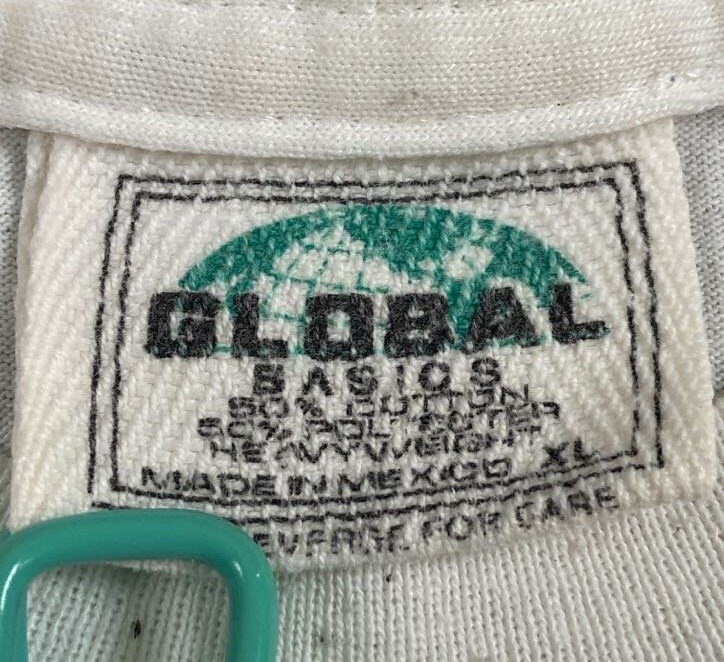 GLOBAL
BASICS
50% COTTON
50% POLYESTER
HEAVYWEIGHT
MADE IN MEXICO XL
REVERSE FOR CARE